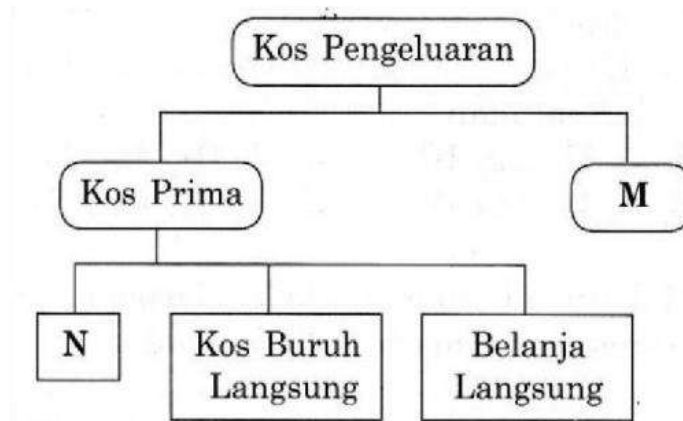 Kos Pengeluaran
Kos Prima
M
N
Kos Buruh
Langsung
Belanja
Langsung